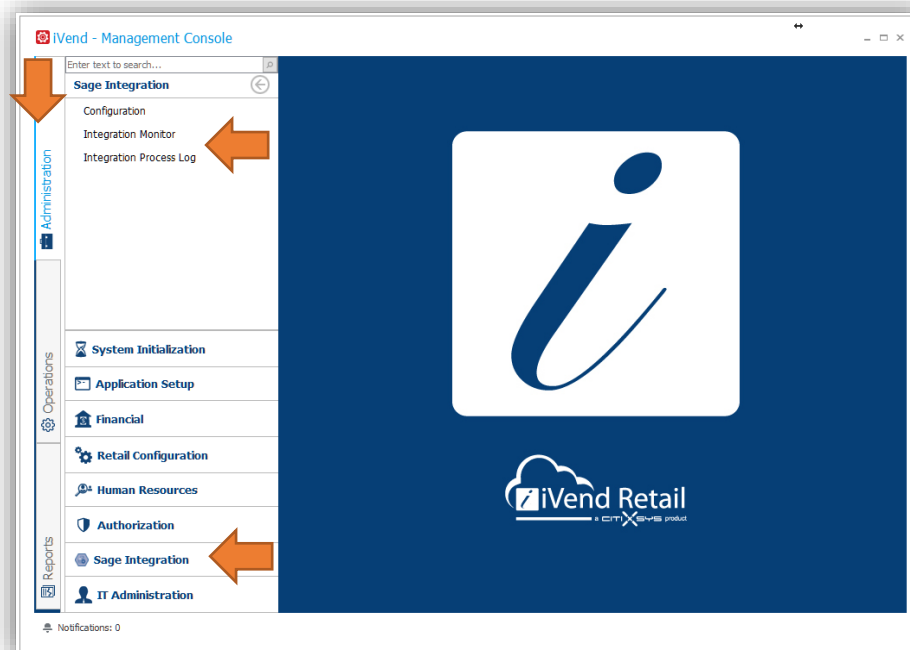 iVend - Management Console
Enter text to search...
Sage Integration
Configuration
Integration Monitor
Integration Process Log
Administration
Operations
Reports
System Initialization
Application Setup
Financial
Retail Configuration
Human Resources
Authorization
Sage Integration
IT Administration
i
iVend Retail
a CITIXSYS product
Notifications: 0